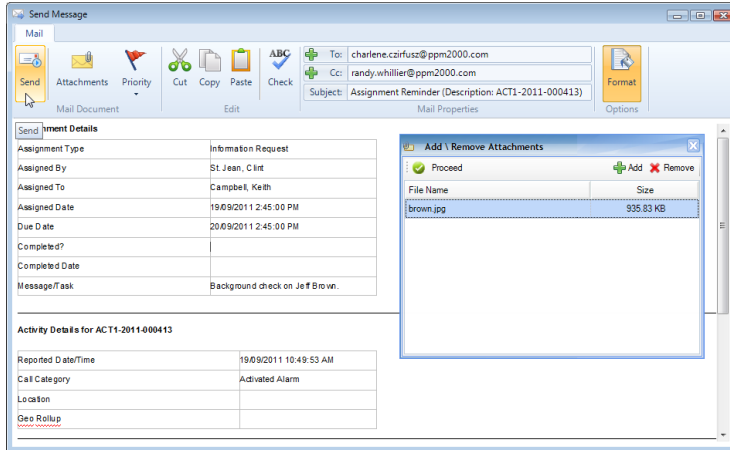 Send Message
Mail
Send
Attachments
Priority
Cut
Copy
Paste
ABC
Check
To: charlene.czirfusz@ppm2000.com
Cc: randy.whillier@ppm2000.com
Subject: Assignment Reminder (Description: ACT1-2011-000413)
Format
Mail Document
Edit
Mail Properties
Options
Send
nment Details
Assignment Type Information Request
Assigned By St. Jean, Clint
Assigned To Campbell, Keith
Assigned Date 19/09/2011 2:45:00 PM
Due Date 20/09/2011 2:45:00 PM
Completed?
Completed Date
Message/Task Background check on Jeff Brown.
Add \ Remove Attachments
Proceed Add Remove
File Name Size
brown.jpg 935.83 KB
Activity Details for ACT1-2011-000413
Reported Date/Time 19/09/2011 10:49:53 AM
Call Category Activated Alarm
Location
Geo Rollup